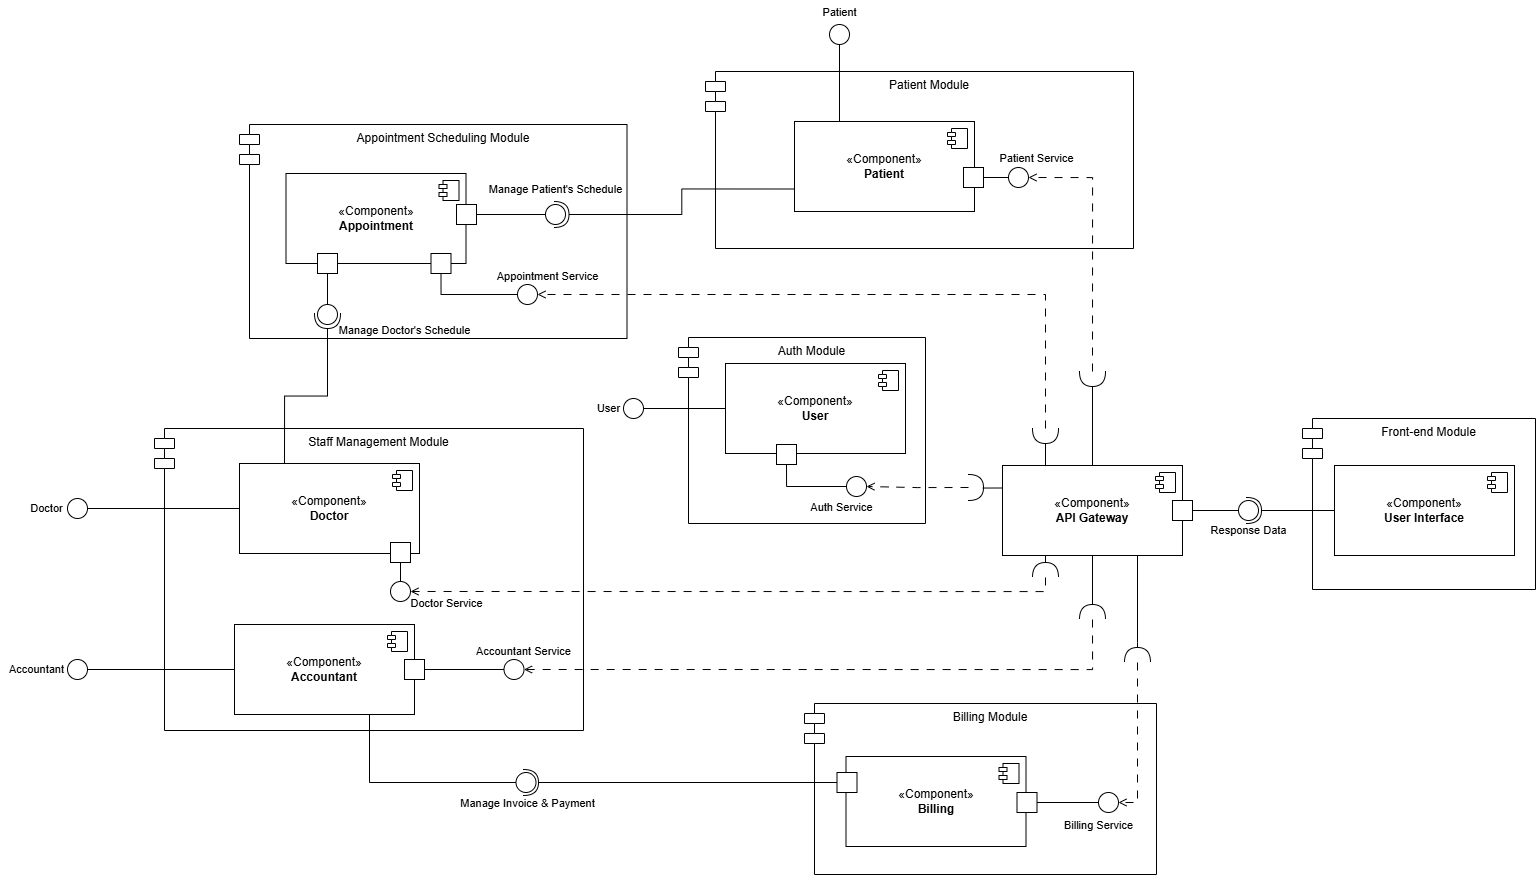 Patient
Patient Module
«Component»
Patient
Patient Service
Appointment Scheduling Module
«Component»
Appointment
Manage Patient's Schedule
Appointment Service
Manage Doctor's Schedule
Auth Module
«Component»
User
User
Auth Service
Staff Management Module
«Component»
Doctor
Doctor
Doctor Service
«Component»
API Gateway
Response Data
Front-end Module
«Component»
User Interface
Accountant
«Component»
Accountant
Accountant Service
Manage Invoice & Payment
Billing Module
«Component»
Billing
Billing Service